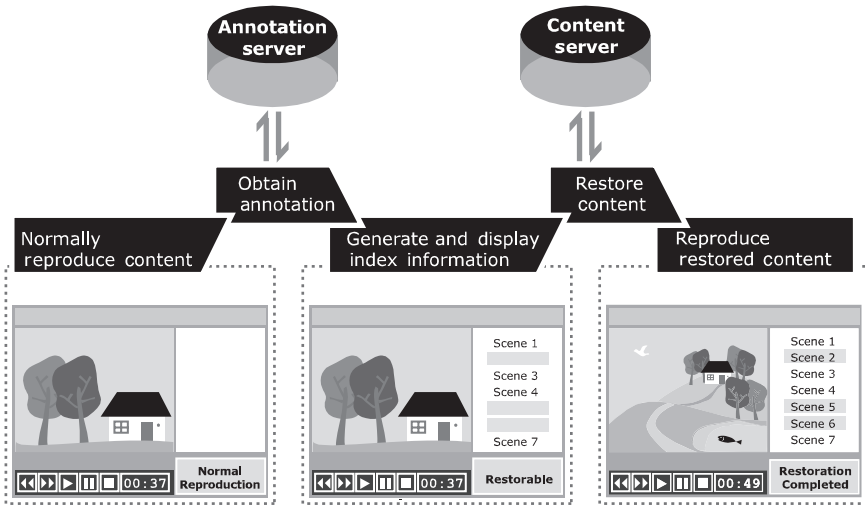 Annotation
server
Content
server
Obtain
annotation
Restore
content
Normally
reproduce content
Generate and display
index information
Reproduce
restored content
Scene 1
Scene 3
Scene 4
Scene 7
Scene 1
Scene 2
Scene 3
Scene 4
Scene 5
Scene 6
Scene 7
00:37
Normal
Reproduction
00:37
Restorable
00:49
Restoration
Completed